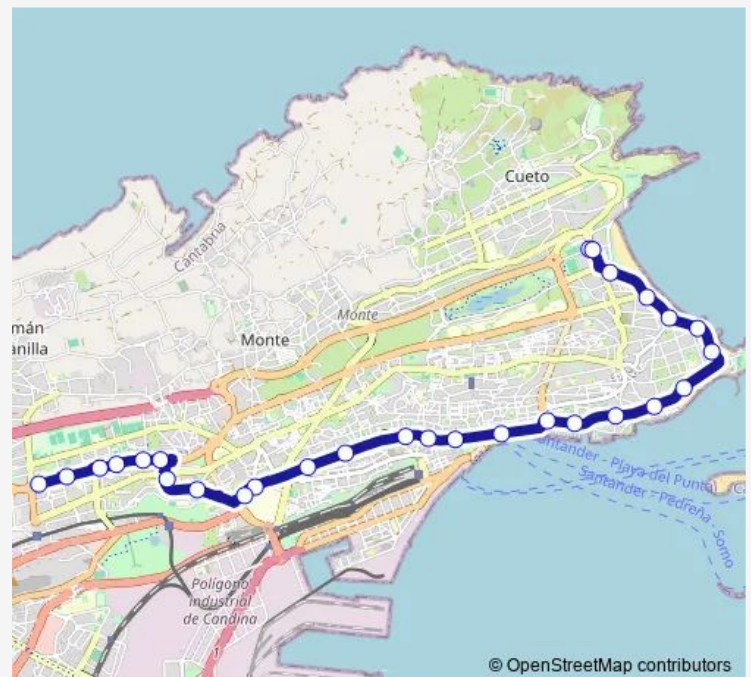 Cueto
Cantabria
Monte
mán
anilla
Monte
Santander - Playa del Puntal
Santander - Pedreña - Somo
Polígono
industrial
de Candina
1
© OpenStreetMap contributors